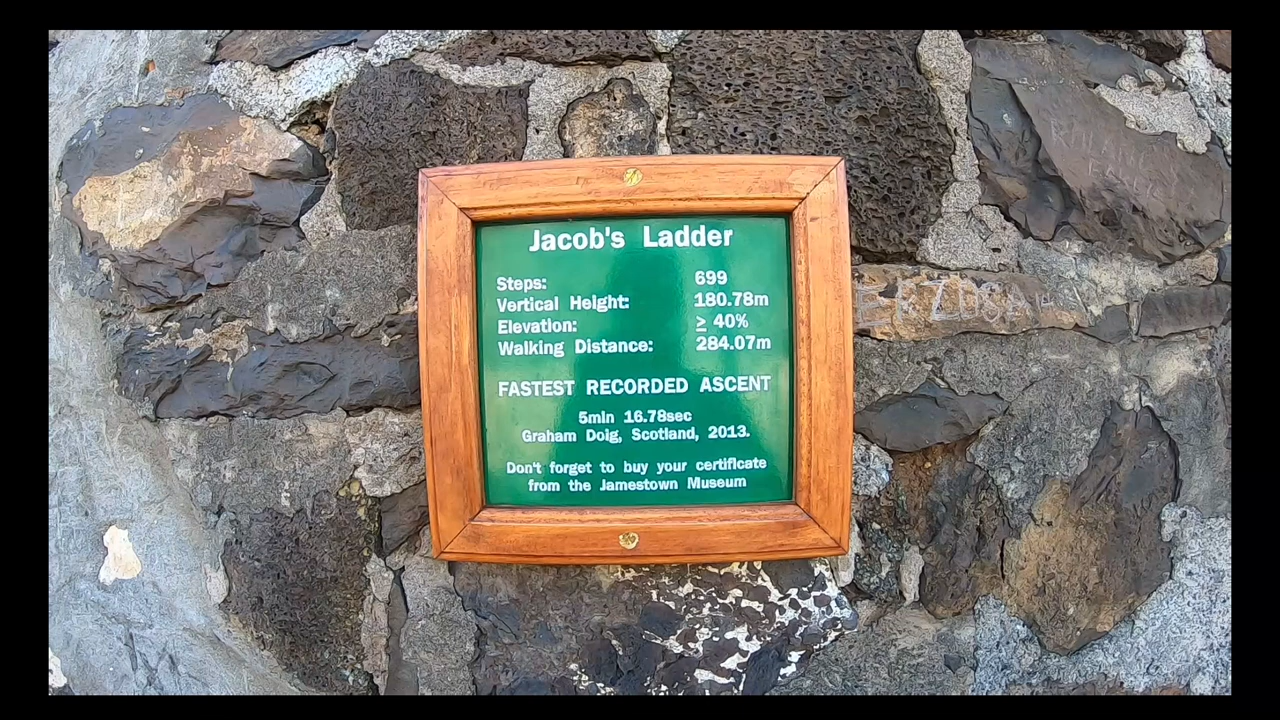 Jacob's Ladder
Steps: 699
Vertical Height: 180.78m
Elevation: ≥ 40%
Walking Distance: 284.07m
FASTEST RECORDED ASCENT
5min 16.78sec
Graham Doig, Scotland, 2013.
Don't forget to buy your certificate
from the Jamestown Museum